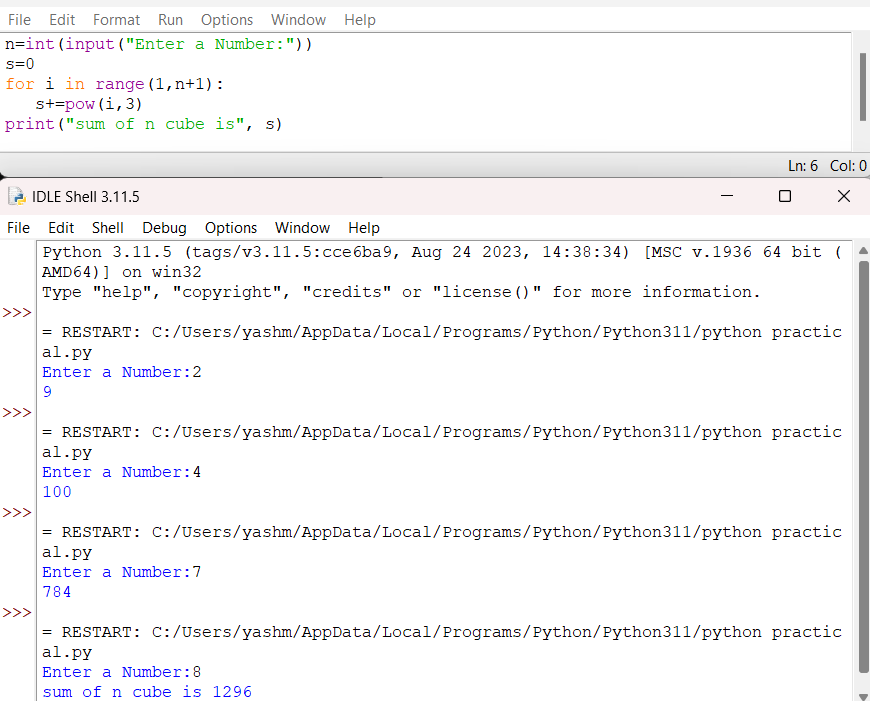 File Edit Format Run Options Window Help
n=int(input("Enter a Number:"))
s=0
for i in range(1,n+1):
   s+=pow(i,3)
print("sum of n cube is", s)
Ln: 6 Col: 0
IDLE Shell 3.11.5
File Edit Shell Debug Options Window Help
Python 3.11.5 (tags/v3.11.5:cce6ba9, Aug 24 2023, 14:38:34) [MSC v.1936 64 bit (
AMD64)] on win32
Type "help", "copyright", "credits" or "license()" for more information.
>>>
= RESTART: C:/Users/yashm/AppData/Local/Programs/Python/Python311/python practic
al.py
Enter a Number:2
9
>>>
= RESTART: C:/Users/yashm/AppData/Local/Programs/Python/Python311/python practic
al.py
Enter a Number:4
100
>>>
= RESTART: C:/Users/yashm/AppData/Local/Programs/Python/Python311/python practic
al.py
Enter a Number:7
784
>>>
= RESTART: C:/Users/yashm/AppData/Local/Programs/Python/Python311/python practic
al.py
Enter a Number:8
sum of n cube is 1296